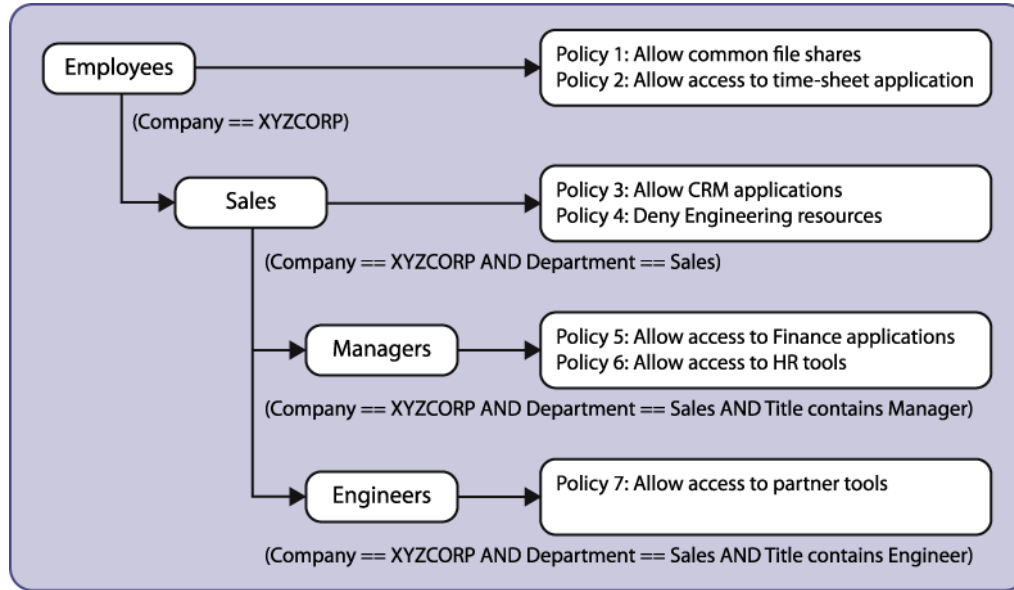 Employees
Policy 1: Allow common file shares
Policy 2: Allow access to time-sheet application
(Company == XYZCORP)
Sales
Policy 3: Allow CRM applications
Policy 4: Deny Engineering resources
(Company == XYZCORP AND Department == Sales)
Managers
Policy 5: Allow access to Finance applications
Policy 6: Allow access to HR tools
(Company == XYZCORP AND Department == Sales AND Title contains Manager)
Engineers
Policy 7: Allow access to partner tools
(Company == XYZCORP AND Department == Sales AND Title contains Engineer)